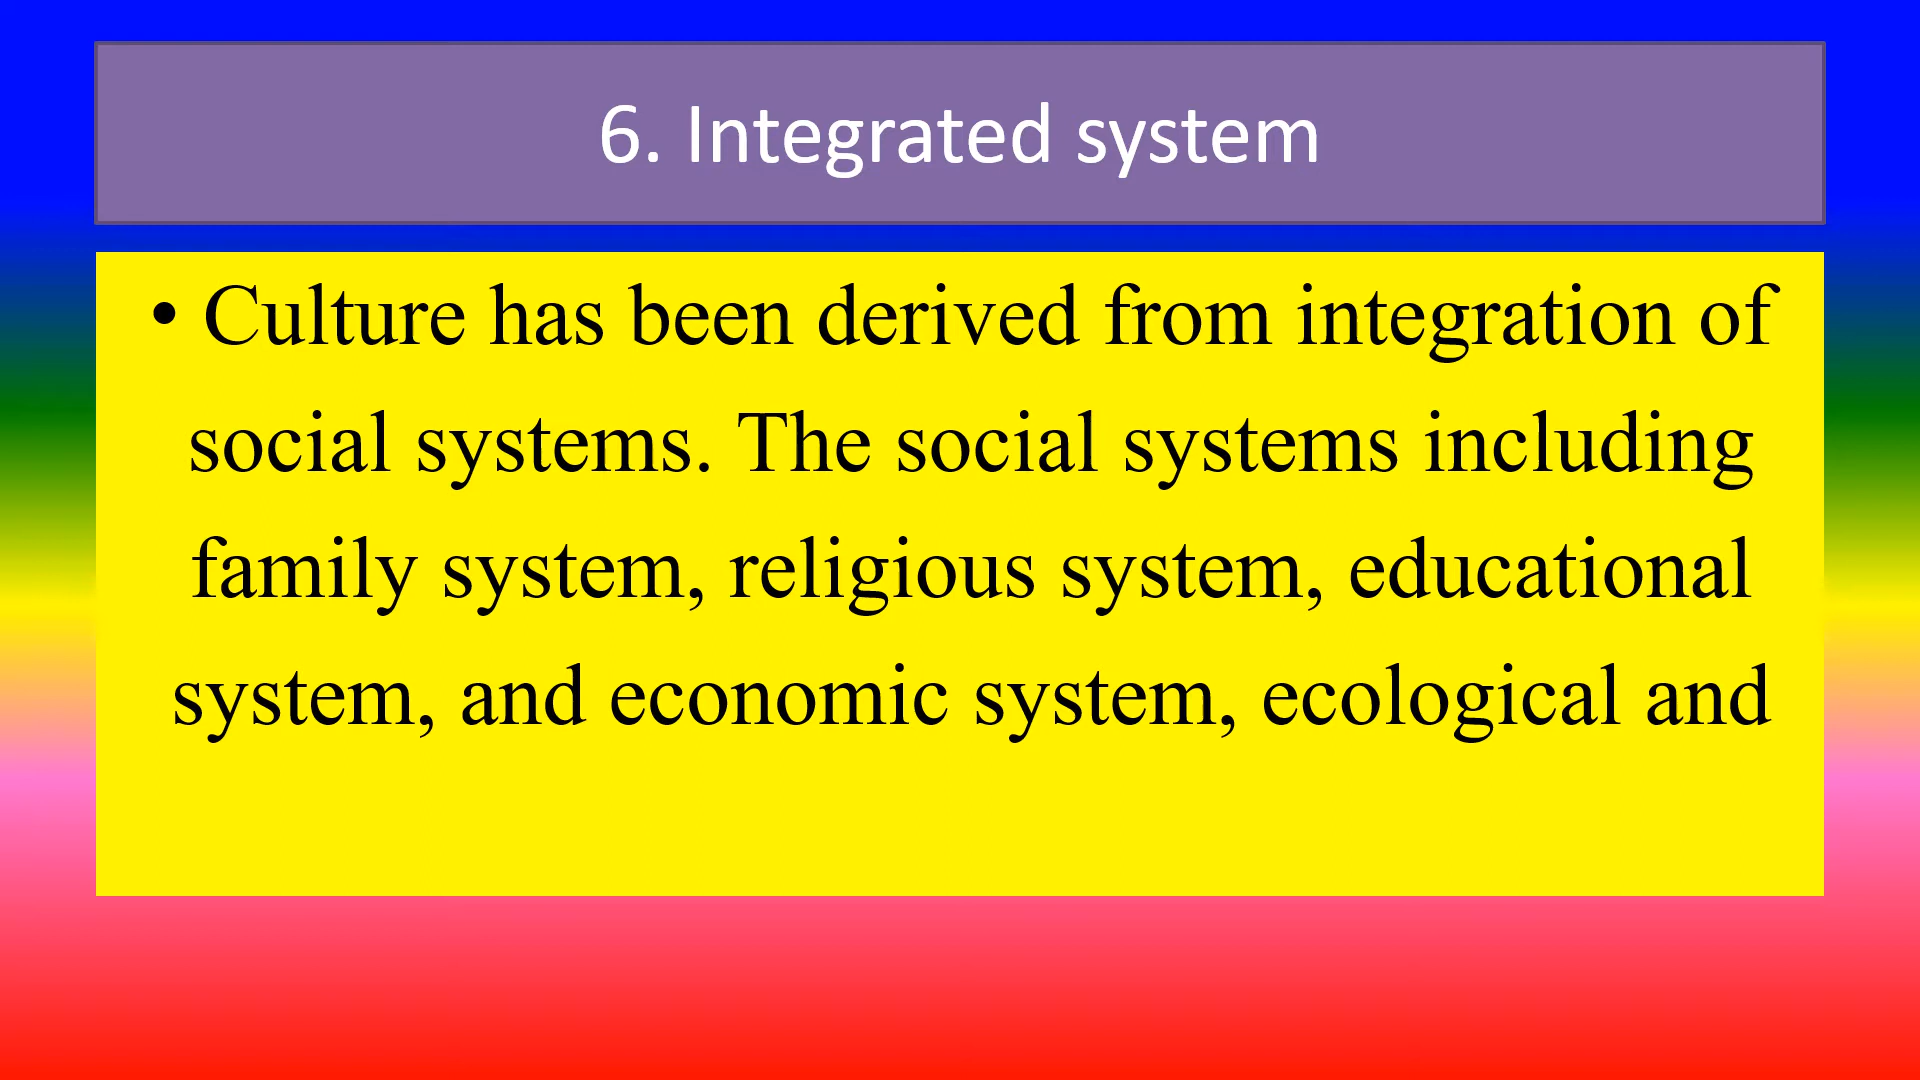 6. Integrated system
• Culture has been derived from integration of
social systems. The social systems including
family system, religious system, educational
system, and economic system, ecological and